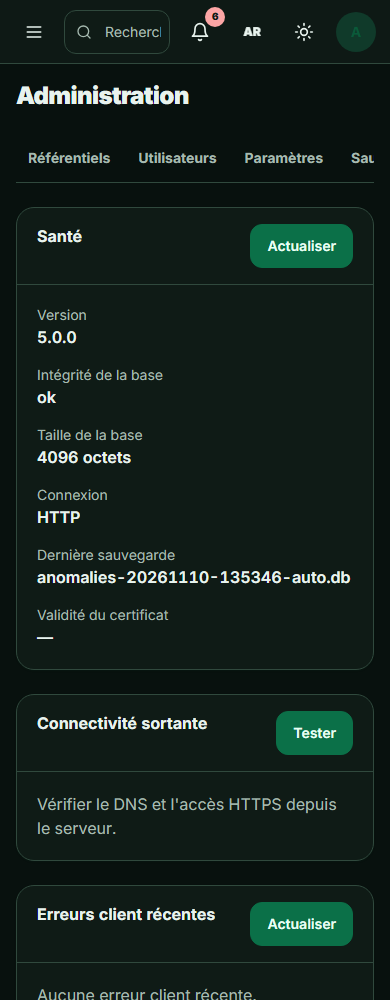 Recherc
6
AR
A
Administration
Référentiels Utilisateurs Paramètres Sau
Santé
Actualiser
Version
5.0.0
Intégrité de la base
ok
Taille de la base
4096 octets
Connexion
HTTP
Dernière sauvegarde
anomalies-20261110-135346-auto.db
Validité du certificat
—
Connectivité sortante
Tester
Vérifier le DNS et l'accès HTTPS depuis
le serveur.
Erreurs client récentes
Actualiser
Aucune erreur client récente.